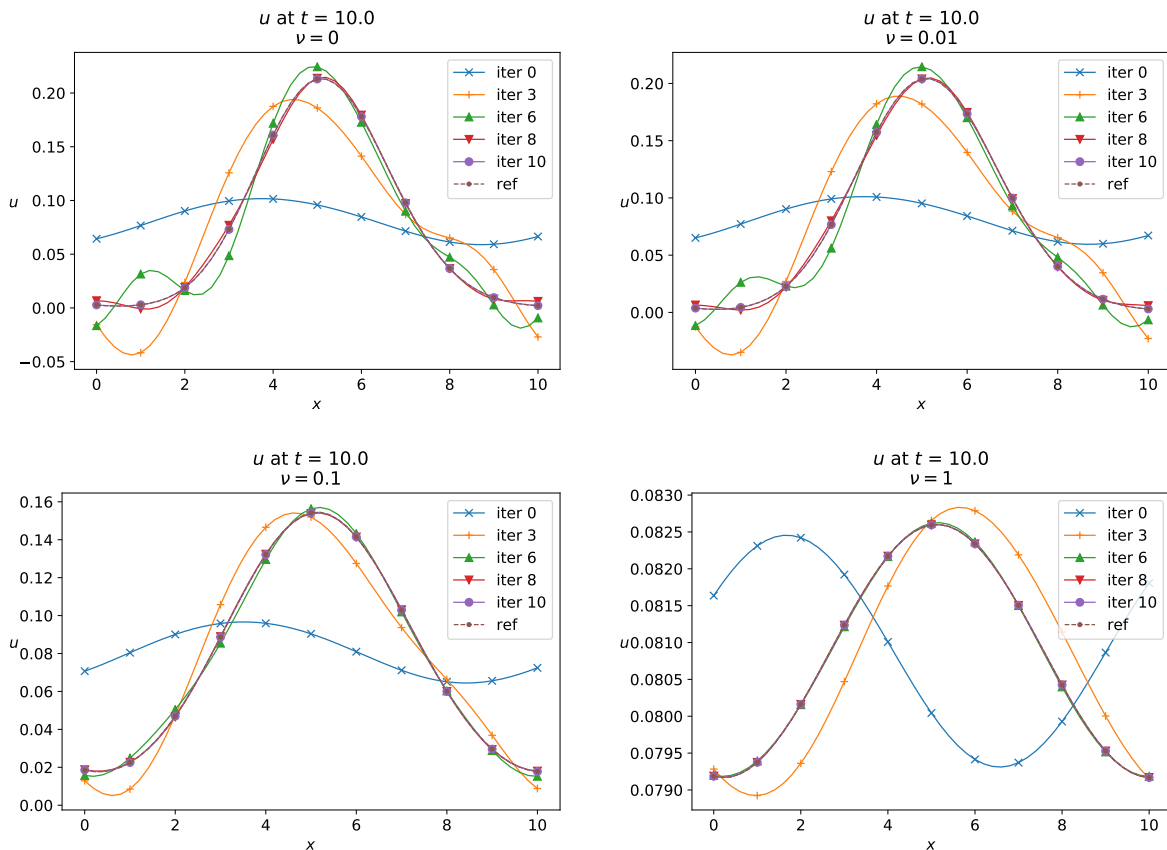 u at t = 10.0
ν = 0
0.20
0.15
0.10
0.05
0.00
−0.05
u
0 2 4 6 8 10
x
iter 0
iter 3
iter 6
iter 8
iter 10
ref
u at t = 10.0
ν = 0.01
0.20
0.15
0.10
0.05
0.00
u
0 2 4 6 8 10
x
iter 0
iter 3
iter 6
iter 8
iter 10
ref
u at t = 10.0
ν = 0.1
0.16
0.14
0.12
0.10
0.08
0.06
0.04
0.02
0.00
u
0 2 4 6 8 10
x
iter 0
iter 3
iter 6
iter 8
iter 10
ref
u at t = 10.0
ν = 1
0.0830
0.0825
0.0820
0.0815
0.0810
0.0805
0.0800
0.0795
0.0790
u
0 2 4 6 8 10
x
iter 0
iter 3
iter 6
iter 8
iter 10
ref